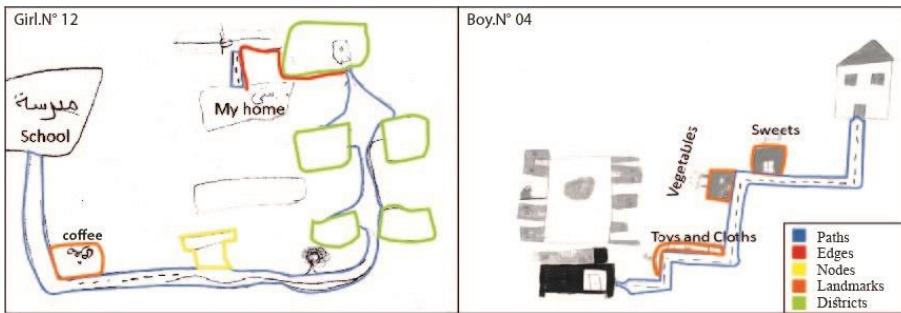 Girl.N° 12
مدرسة
School
My home
coffee
Boy.N° 04
Sweets
Vegetables
Toys and Cloths
Paths
Edges
Nodes
Landmarks
Districts